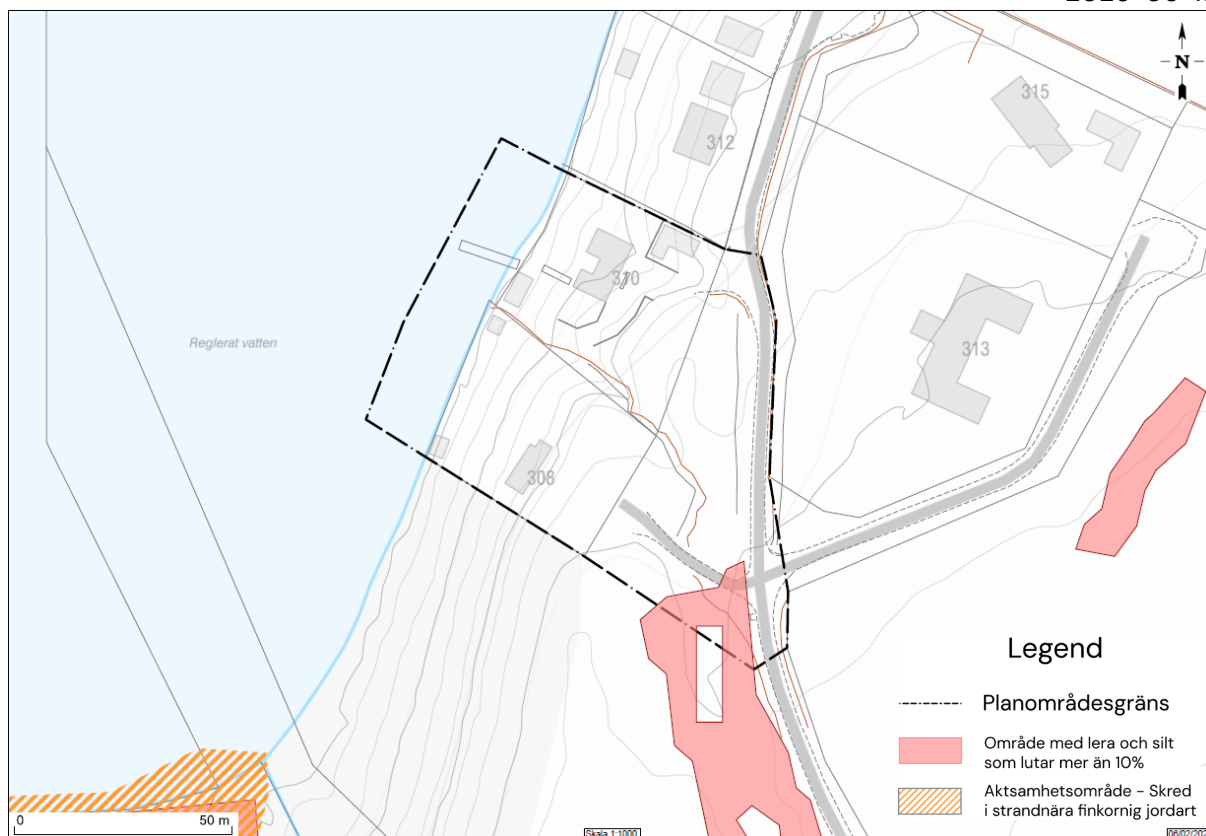 N
315
312
310
313
308
Reglerat vatten
Legend
Planområdesgräns
Område med lera och silt
som lutar mer än 10%
Aktsamhetsområde - Skred
i strandnära finkornig jordart
0 50 m
Skala 1:1000